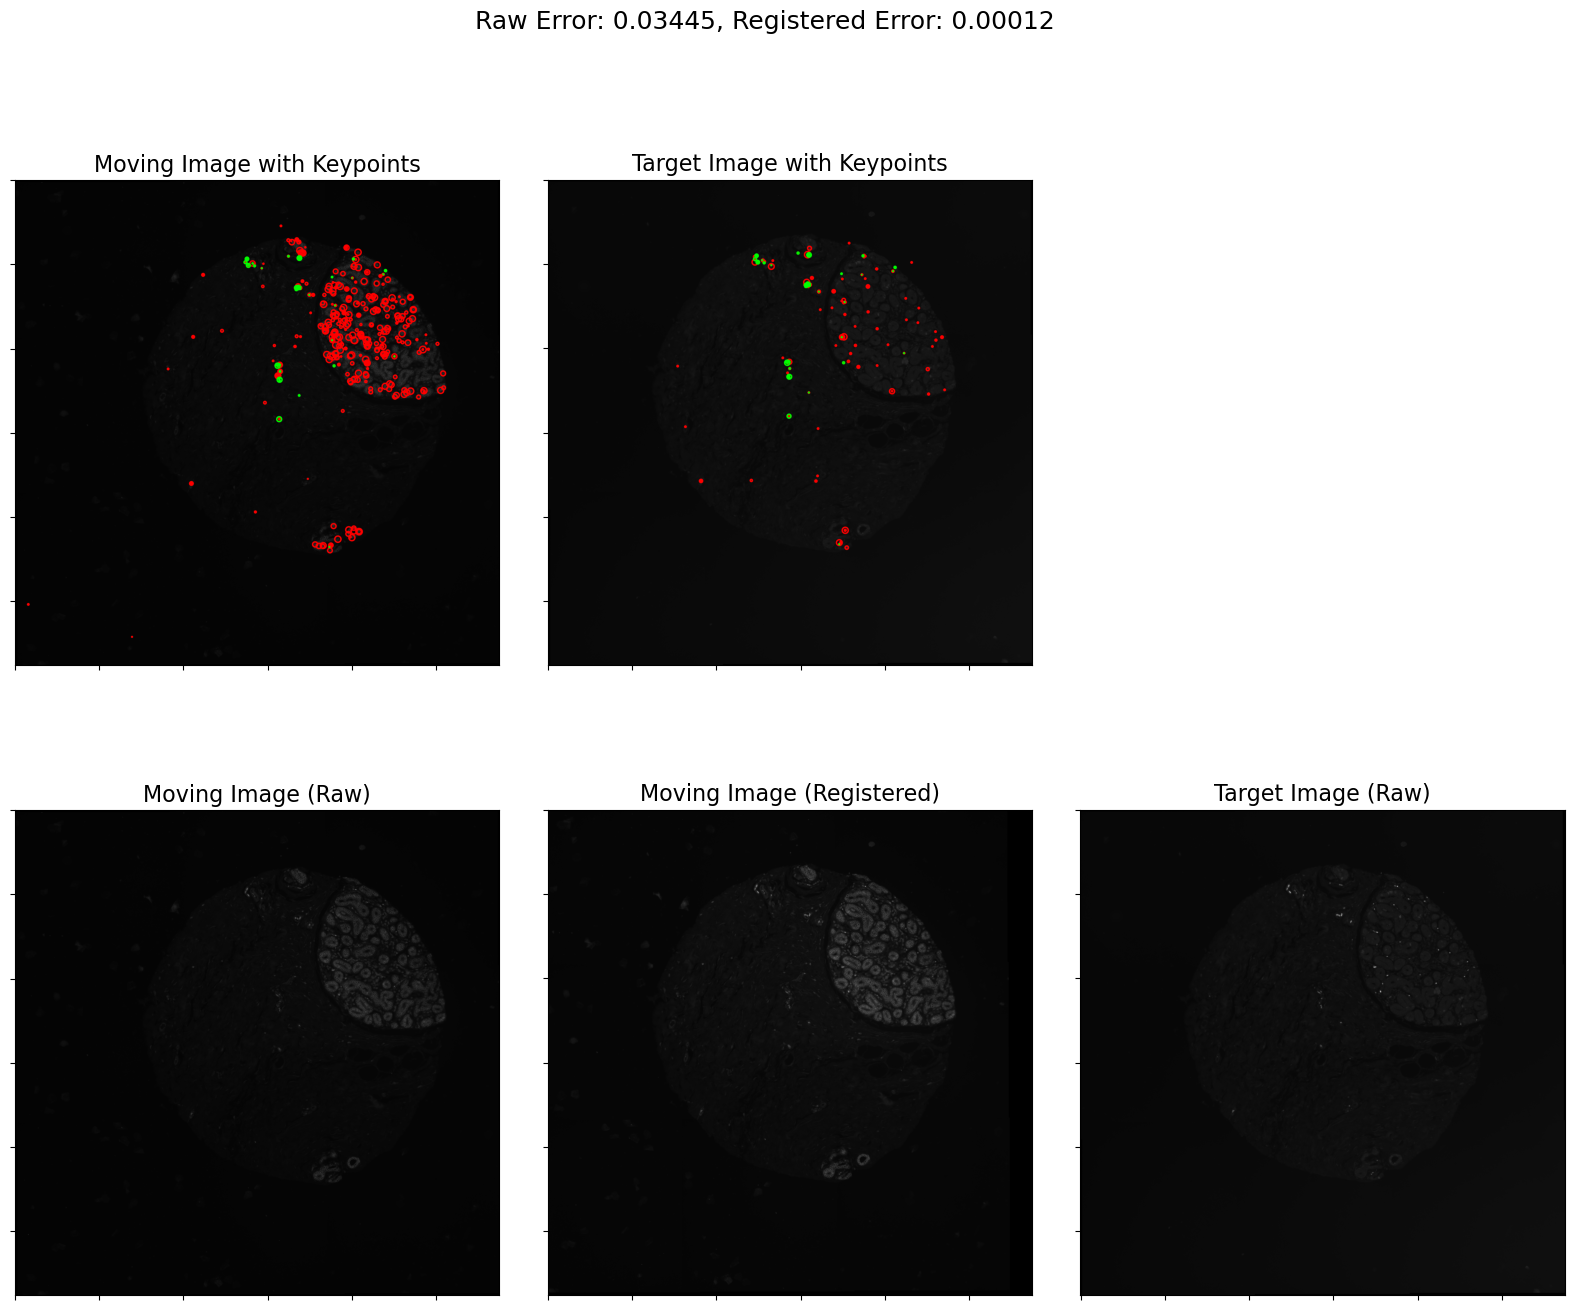 Raw Error: 0.03445, Registered Error: 0.00012
Moving Image with Keypoints
Target Image with Keypoints
Moving Image (Raw)
Moving Image (Registered)
Target Image (Raw)